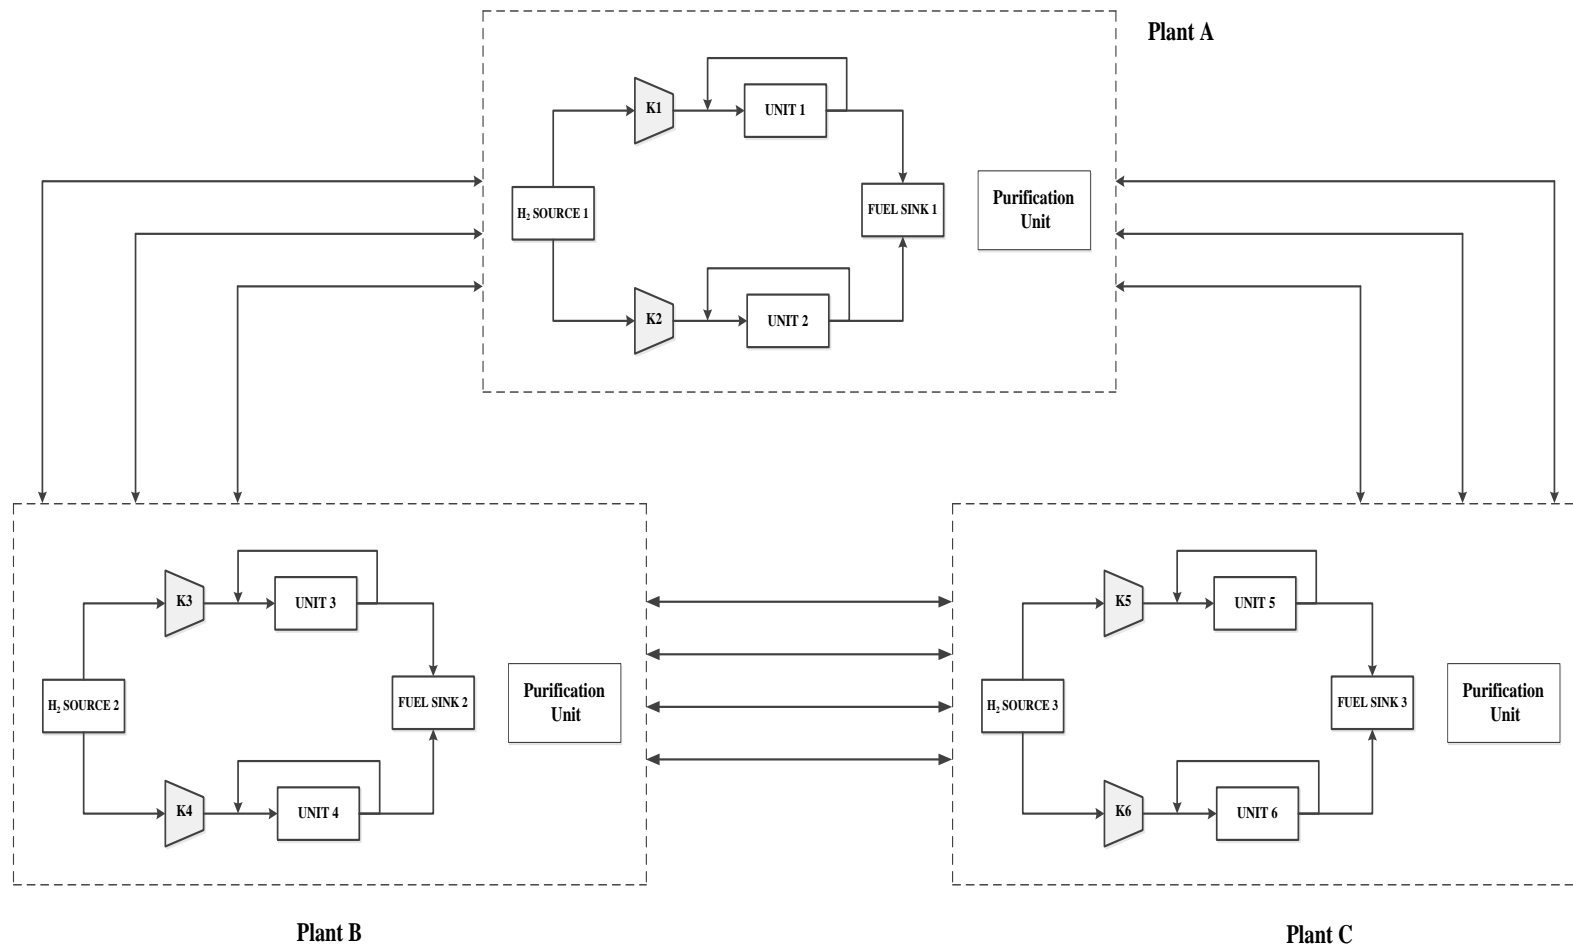 Plant A
K1
UNIT 1
H₂ SOURCE 1
FUEL SINK 1
Purification
Unit
K2
UNIT 2
K3
UNIT 3
H₂ SOURCE 2
FUEL SINK 2
Purification
Unit
K4
UNIT 4
Plant B
K5
UNIT 5
H₂ SOURCE 3
FUEL SINK 3
Purification
Unit
K6
UNIT 6
Plant C